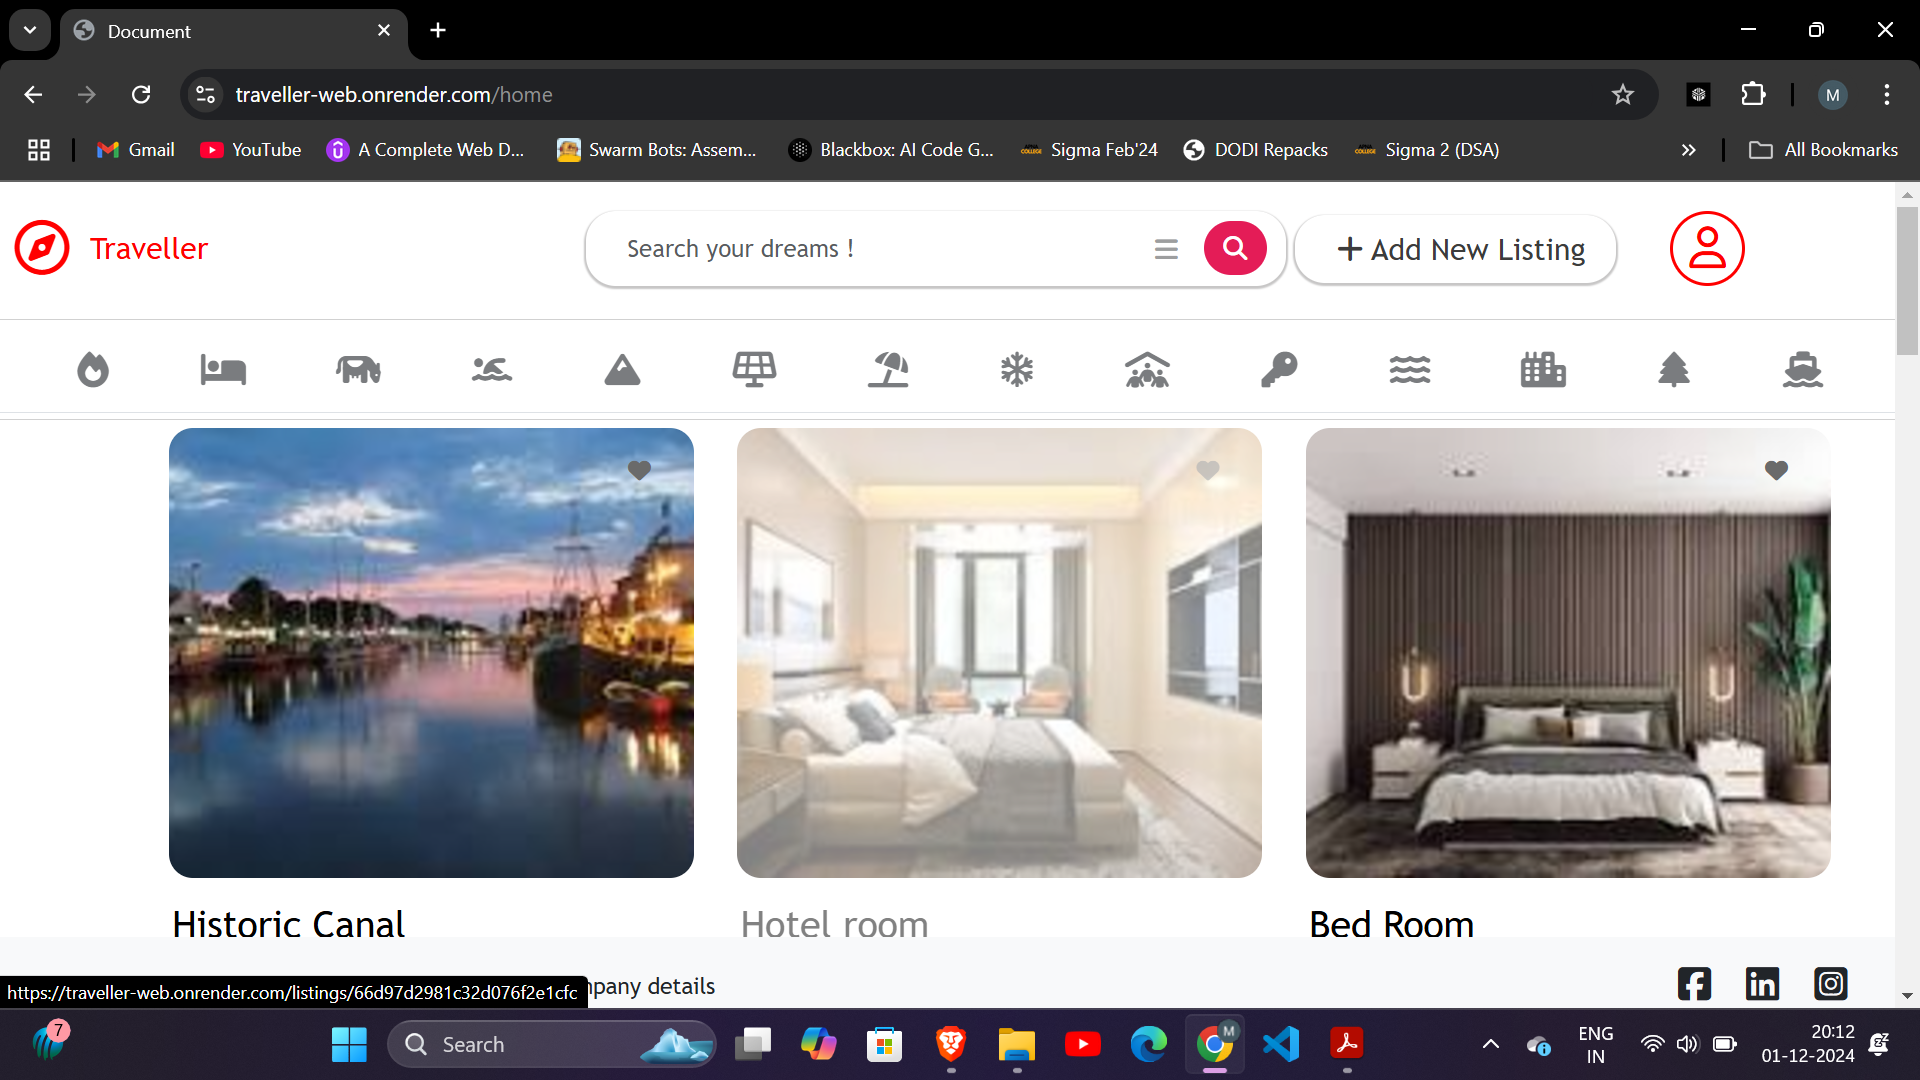 Document
traveller-web.onrender.com/home
Gmail
YouTube
A Complete Web D...
Swarm Bots: Assem...
Blackbox: AI Code G...
Sigma Feb'24
DODI Repacks
Sigma 2 (DSA)
All Bookmarks
M
Traveller
Search your dreams !
Add New Listing
Historic Canal
Hotel room
Bed Room
https://traveller-web.onrender.com/listings/66d97d2981c32d076f2e1cfc
mpany details
7
Search
M
ENG
IN
20:12
01-12-2024